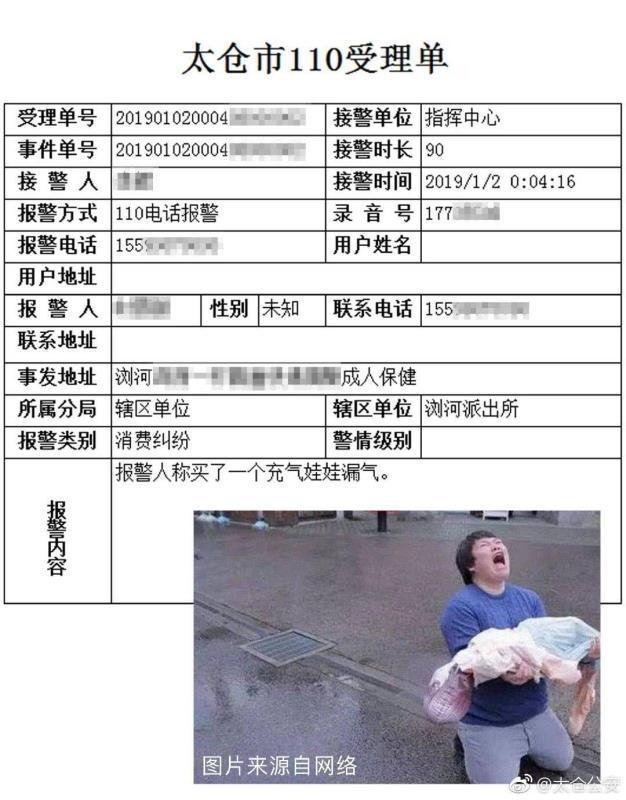 太仓市110受理单
受理单号 201901020004 接警单位 指挥中心
事件单号 201901020004 接警时长 90
接警人 接警时间 2019/1/2 0:04:16
报警方式 110电话报警 录音号 177
报警电话 155 用户姓名
用户地址
报警人 性别 未知 联系电话 155
联系地址
事发地址 浏河 成人保健
所属分局 辖区单位 辖区单位 浏河派出所
报警类别 消费纠纷 警情级别
报警内容 报警人称买了一个充气娃娃漏气。
图片来源自网络
@太仓公安